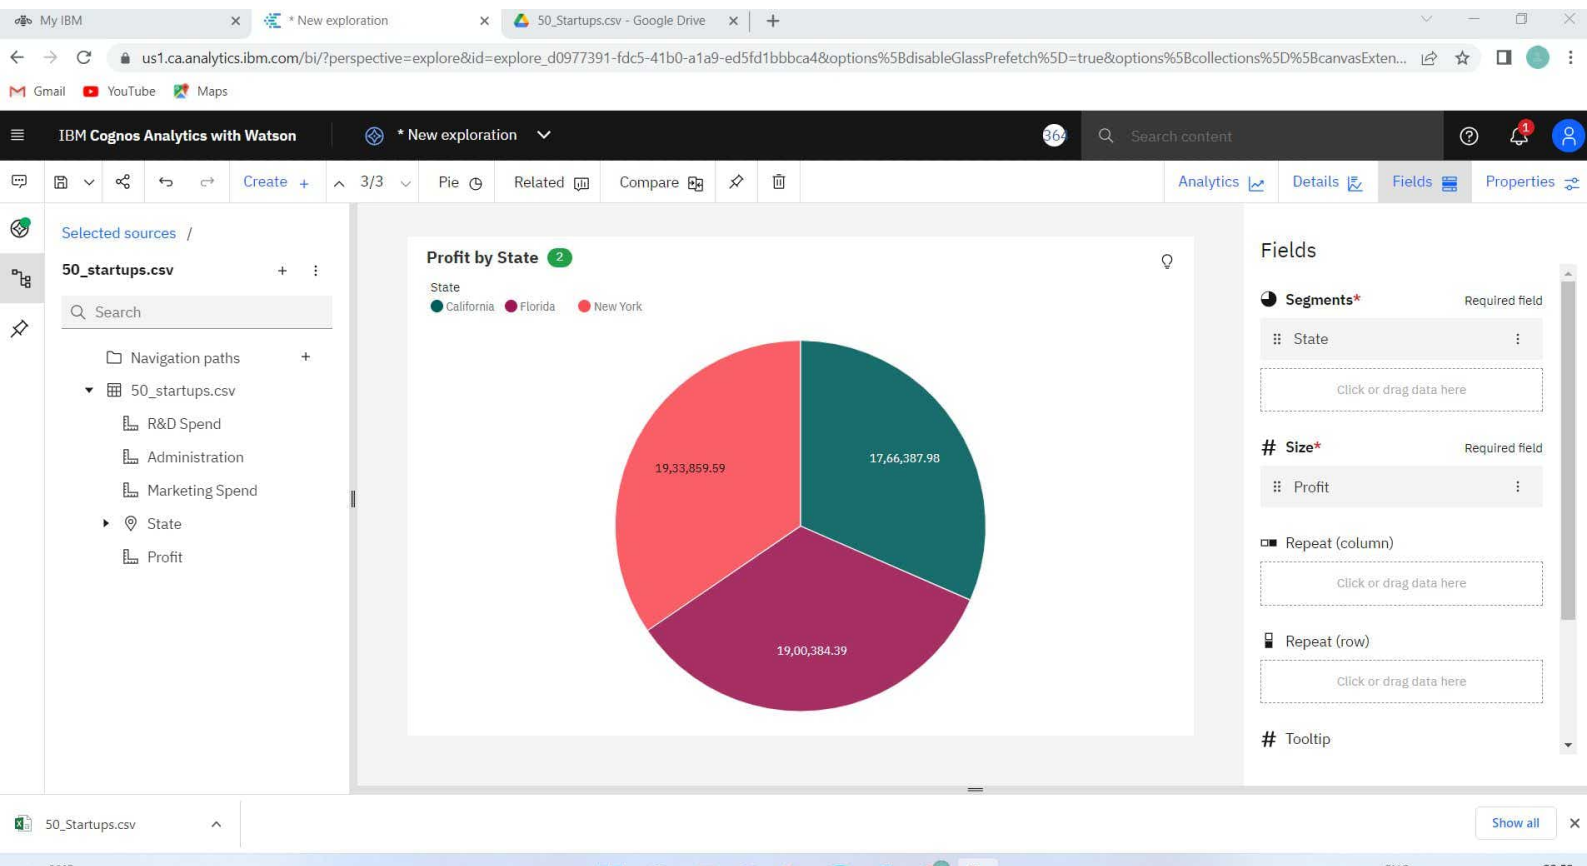 My IBM
* New exploration
50_Startups.csv - Google Drive
us1.ca.analytics.ibm.com/bi/?perspective=explore&id=explore_d0977391-fdc5-41b0-a1a9-ed5fd1bbbca4&options%5BdisableGlassPrefetch%5D=true&options%5Bcollections%5D%5BcanvasExten...
Gmail
YouTube
Maps
IBM Cognos Analytics with Watson
* New exploration
364
Search content
1
Create +
3/3
Pie
Related
Compare
Analytics
Details
Fields
Properties
Selected sources /
50_startups.csv
Search
Navigation paths
50_startups.csv
R&D Spend
Administration
Marketing Spend
State
Profit
Profit by State 2
State
California
Florida
New York
19,33,859.59
17,66,387.98
19,00,384.39
Fields
Segments*
Required field
State
Click or drag data here
# Size*
Required field
Profit
Repeat (column)
Click or drag data here
Repeat (row)
Click or drag data here
# Tooltip
50_Startups.csv
Show all